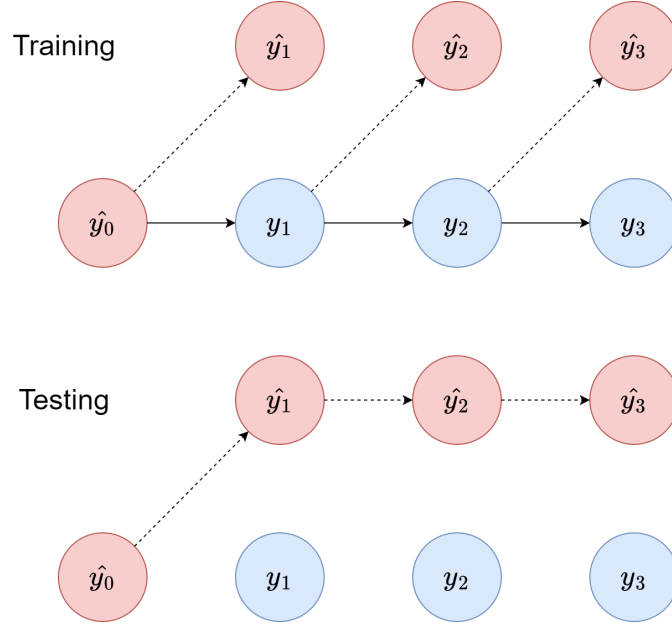 Training
ŷ₁ ŷ₂ ŷ₃
ŷ₀ y₁ y₂ y₃
Testing
ŷ₁ ŷ₂ ŷ₃
ŷ₀ y₁ y₂ y₃